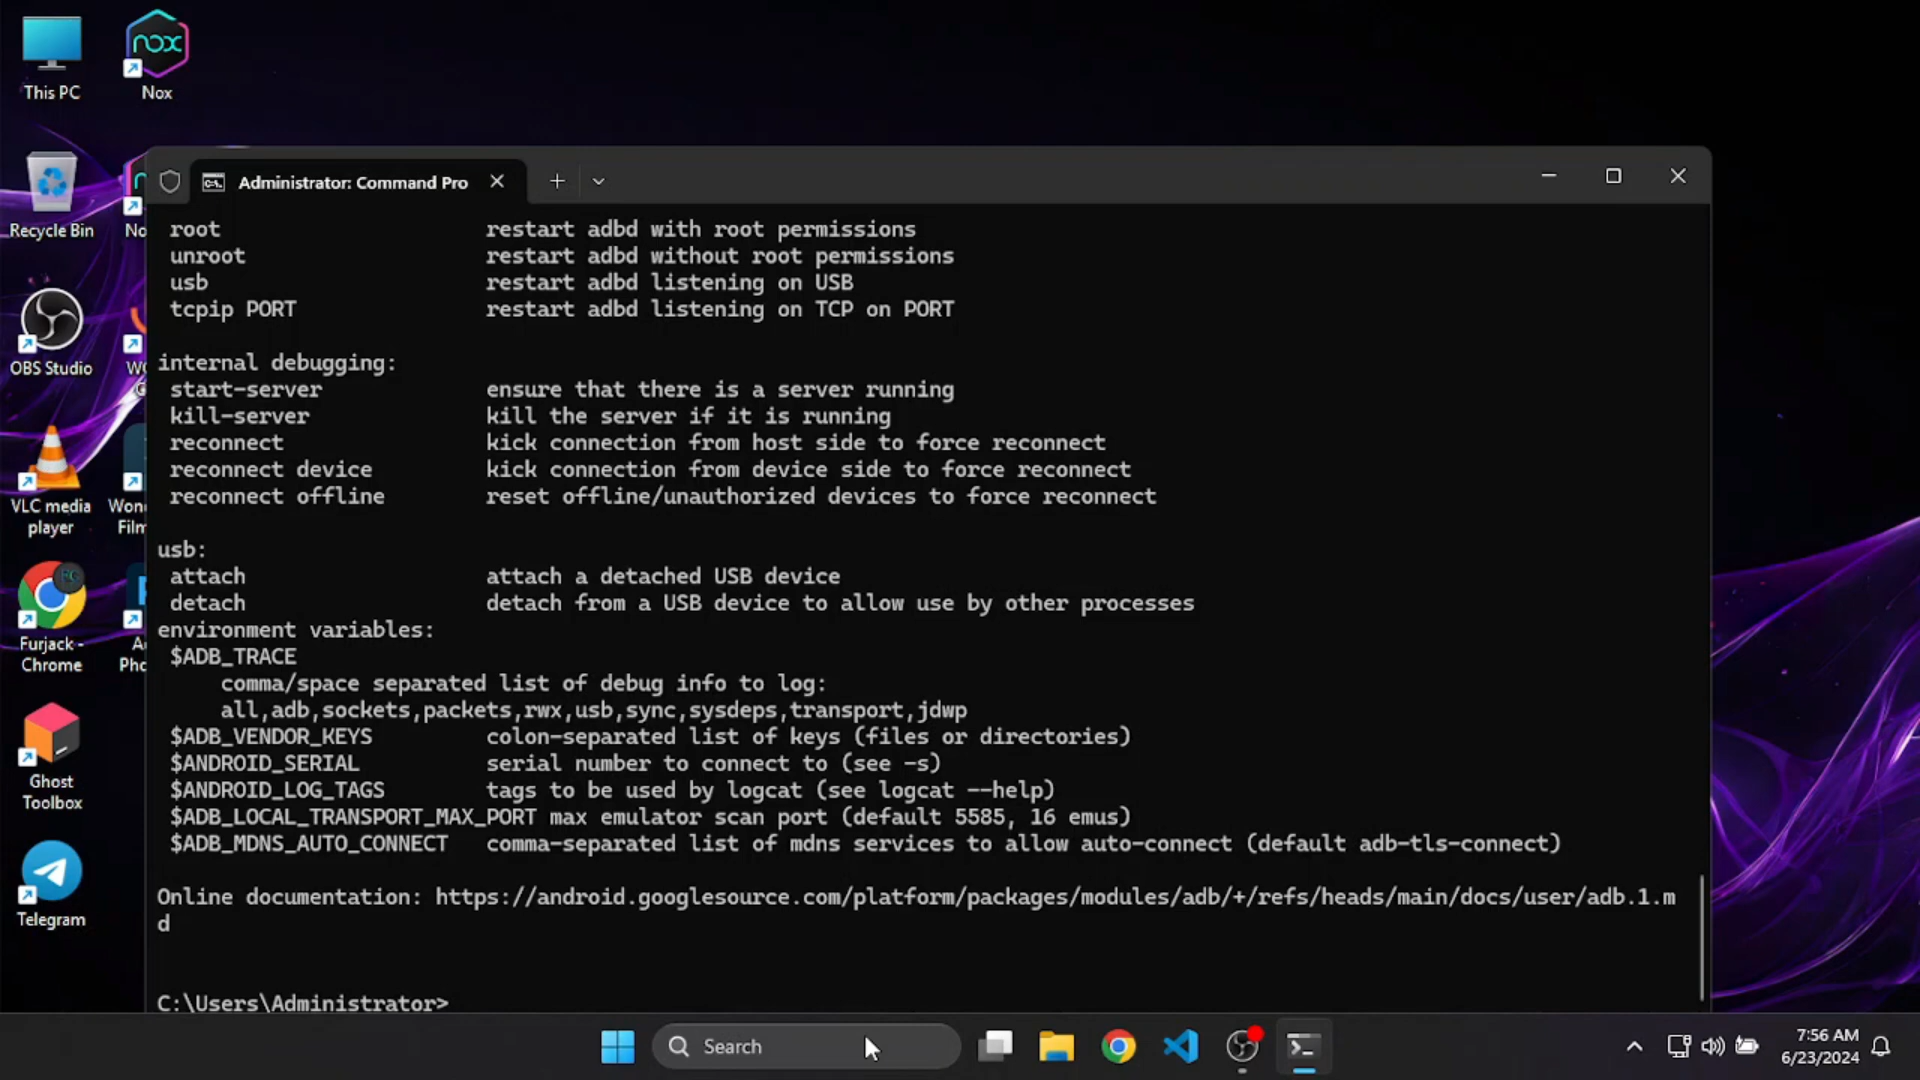 This PC
nox
Nox
Recycle Bin
No
OBS Studio
WO
VLC media
player
Won
Film
Furjack -
Chrome
A
Pho
Ghost
Toolbox
Telegram
Administrator: Command Pro
root restart adbd with root permissions
unroot restart adbd without root permissions
usb restart adbd listening on USB
tcpip PORT restart adbd listening on TCP on PORT
internal debugging:
start-server ensure that there is a server running
kill-server kill the server if it is running
reconnect kick connection from host side to force reconnect
reconnect device kick connection from device side to force reconnect
reconnect offline reset offline/unauthorized devices to force reconnect
usb:
attach attach a detached USB device
detach detach from a USB device to allow use by other processes
environment variables:
$ADB_TRACE
comma/space separated list of debug info to log:
all,adb,sockets,packets,rwx,usb,sync,sysdeps,transport,jdwp
$ADB_VENDOR_KEYS colon-separated list of keys (files or directories)
$ANDROID_SERIAL serial number to connect to (see -s)
$ANDROID_LOG_TAGS tags to be used by logcat (see logcat --help)
$ADB_LOCAL_TRANSPORT_MAX_PORT max emulator scan port (default 5585, 16 emus)
$ADB_MDNS_AUTO_CONNECT comma-separated list of mdns services to allow auto-connect (default adb-tls-connect)
Online documentation: https://android.googlesource.com/platform/packages/modules/adb/+/refs/heads/main/docs/user/adb.1.m
d
C:\Users\Administrator>
Search
7:56 AM
6/23/2024